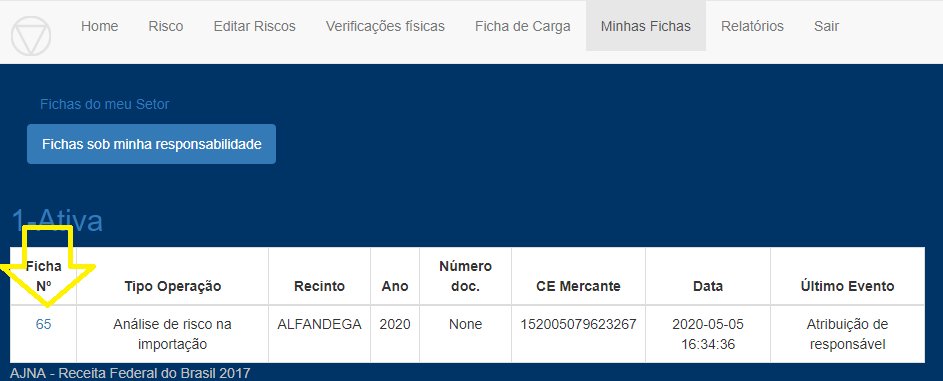 Home Risco Editar Riscos Verificações físicas Ficha de Carga Minhas Fichas Relatórios Sair
Fichas do meu Setor
Fichas sob minha responsabilidade
1-Ativa
Ficha Nº Tipo Operação Recinto Ano Número doc. CE Mercante Data Último Evento
65 Análise de risco na importação ALFANDEGA 2020 None 152005079623267 2020-05-05 16:34:36 Atribuição de responsável
AJNA - Receita Federal do Brasil 2017